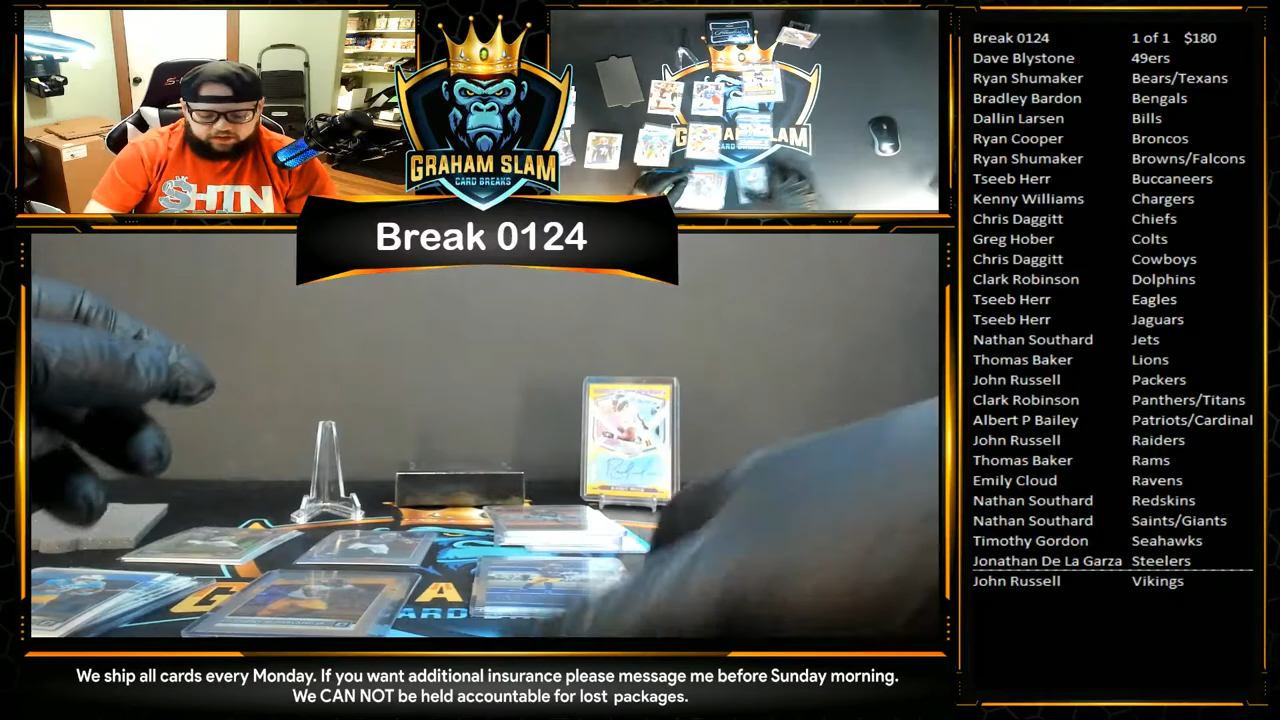 GRAHAM SLAM
CARD BREAKS
Break 0124
SHIN
Break 0124 1 of 1 $180
Dave Blystone 49ers
Ryan Shumaker Bears/Texans
Bradley Bardon Bengals
Dallin Larsen Bills
Ryan Cooper Broncos
Ryan Shumaker Browns/Falcons
Tseeb Herr Buccaneers
Kenny Williams Chargers
Chris Daggitt Chiefs
Greg Hober Colts
Chris Daggitt Cowboys
Clark Robinson Dolphins
Tseeb Herr Eagles
Tseeb Herr Jaguars
Nathan Southard Jets
Thomas Baker Lions
John Russell Packers
Clark Robinson Panthers/Titans
Albert P Bailey Patriots/Cardinal
John Russell Raiders
Thomas Baker Rams
Emily Cloud Ravens
Nathan Southard Redskins
Nathan Southard Saints/Giants
Timothy Gordon Seahawks
Jonathan De La Garza Steelers
John Russell Vikings
We ship all cards every Monday. If you want additional insurance please message me before Sunday morning.
We CAN NOT be held accountable for lost packages.